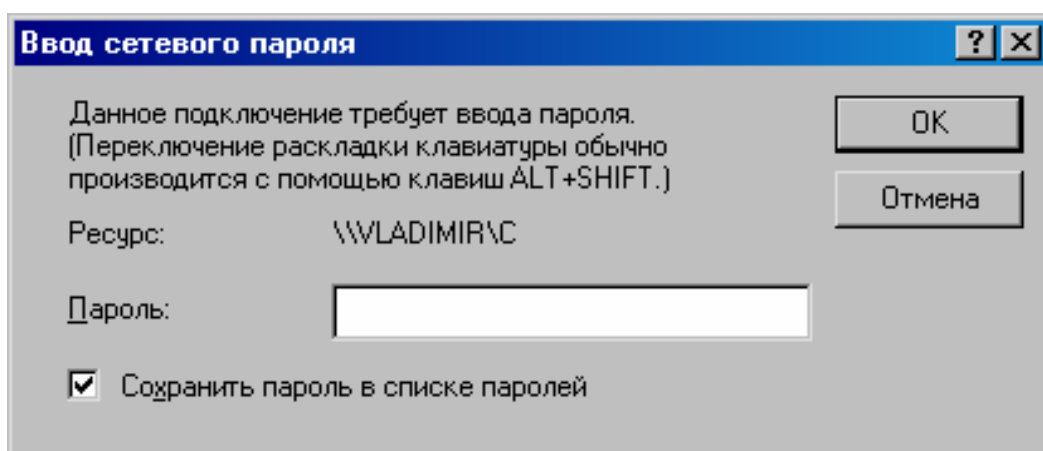 Ввод сетевого пароля
Данное подключение требует ввода пароля.
(Переключение раскладки клавиатуры обычно
производится с помощью клавиш ALT+SHIFT.)
OK
Отмена
Ресурс: \\VLADIMIR\C
Пароль:
Сохранить пароль в списке паролей